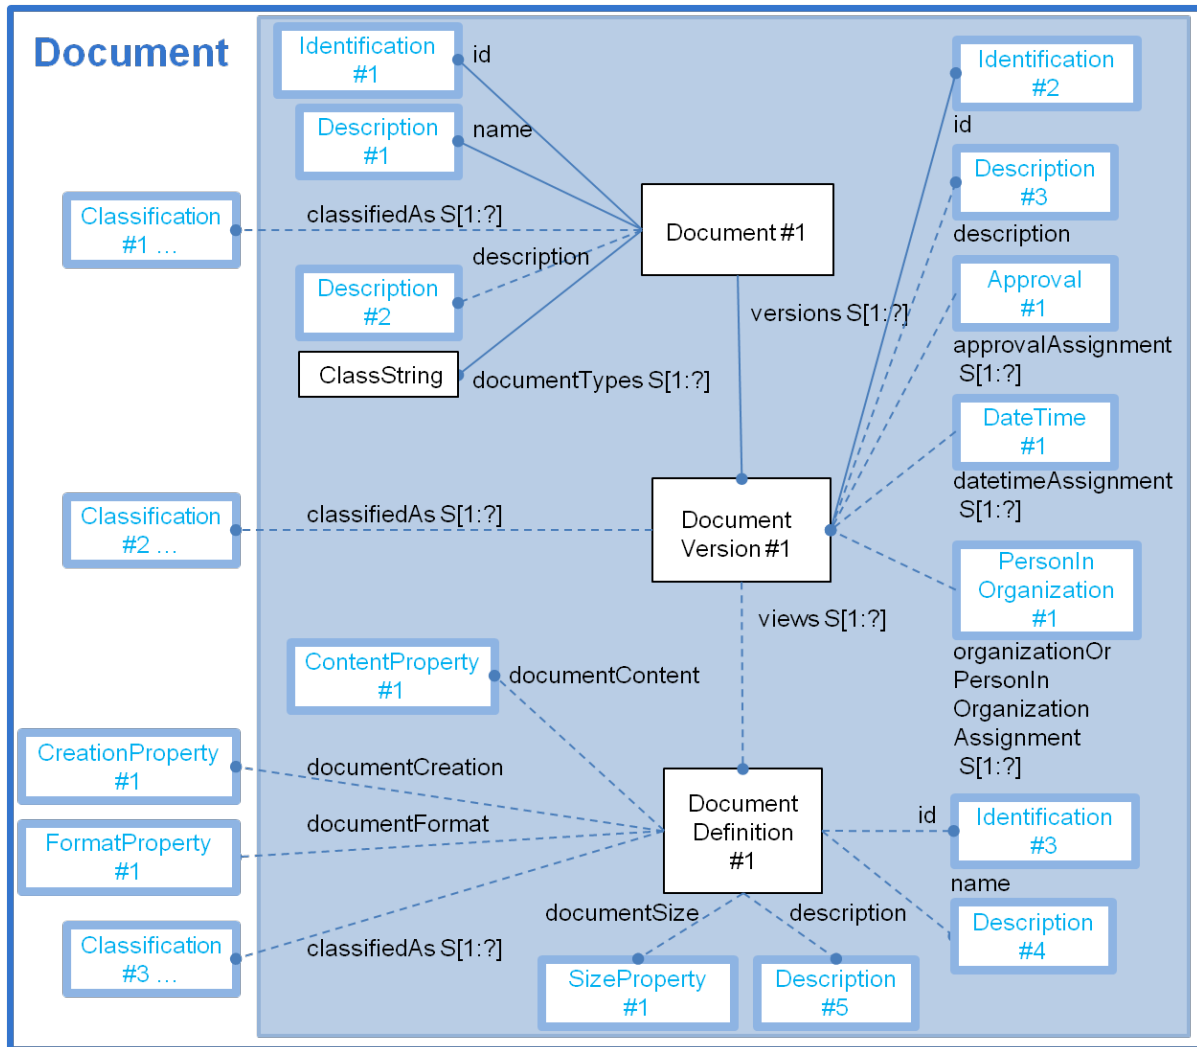 Document
Identification
#1
id
Description
#1
name
Classification
#1 ...
classifiedAs S[1:?]
description
Description
#2
ClassString
documentTypes S[1:?]
Document #1
versions S[1:?]
Identification
#2
id
Description
#3
description
Approval
#1
approvalAssignment
S[1:?]
DateTime
#1
datetimeAssignment
S[1:?]
Classification
#2 ...
classifiedAs S[1:?]
Document
Version #1
PersonIn
Organization
#1
organizationOr
PersonIn
Organization
Assignment
S[1:?]
views S[1:?]
ContentProperty
#1
documentContent
CreationProperty
#1
documentCreation
FormatProperty
#1
documentFormat
Classification
#3 ...
classifiedAs S[1:?]
Document
Definition
#1
id
Identification
#3
name
Description
#4
documentSize
SizeProperty
#1
description
Description
#5